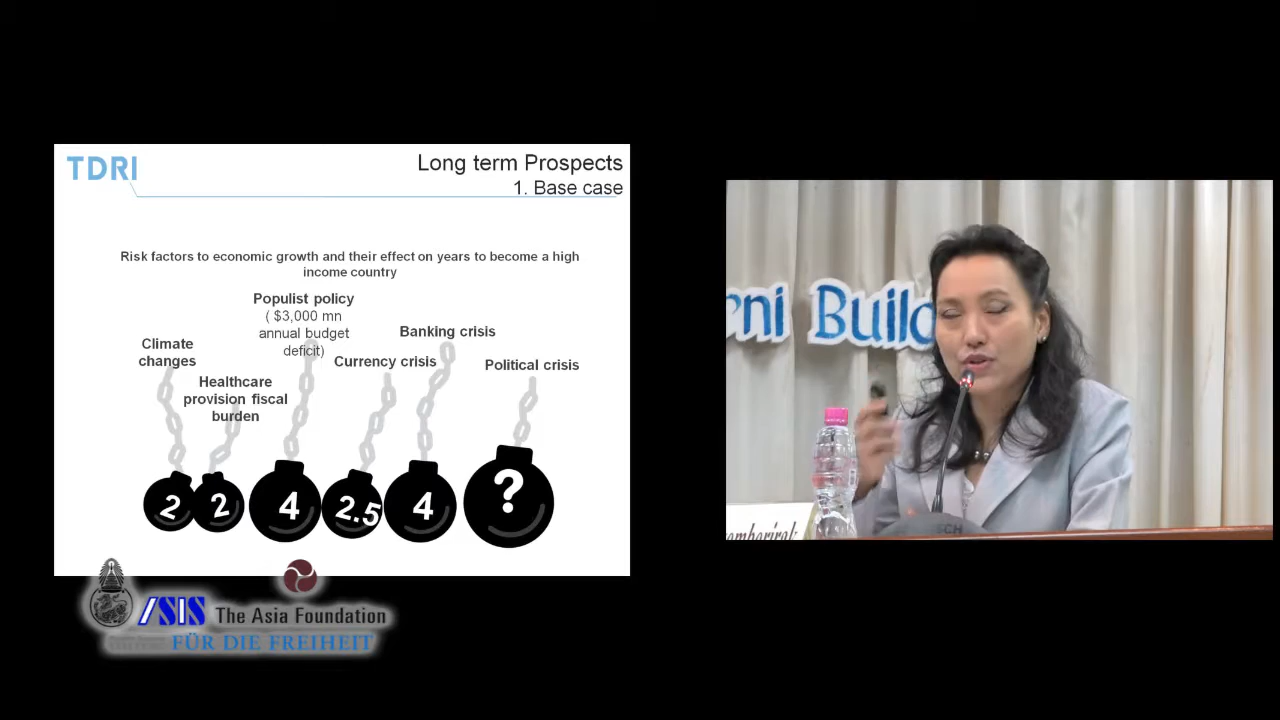 TDRI
Long term Prospects
1. Base case
Risk factors to economic growth and their effect on years to become a high
income country
Populist policy
( $3,000 mn
annual budget
deficit)
Banking crisis
Climate
changes
Currency crisis
Political crisis
Healthcare
provision fiscal
burden
2
2
4
2.5
4
?
rni Build
TECH
ISIS
The Asia Foundation
FÜR DIE FREIHEIT